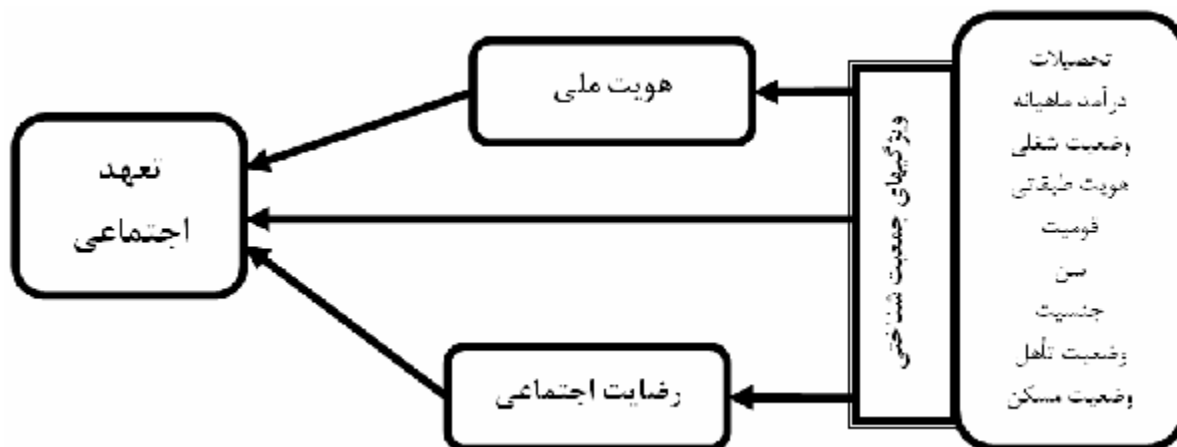 تحصیلات
درآمد ماهیانه
وضعیت شغلی
هویت طبقاتی
قومیت
سن
جنسیت
وضعیت تأهل
وضعیت مسکن
ویژگیهای جمعیت شناختی
هویت ملی
رضایت اجتماعی
تعهد
اجتماعی